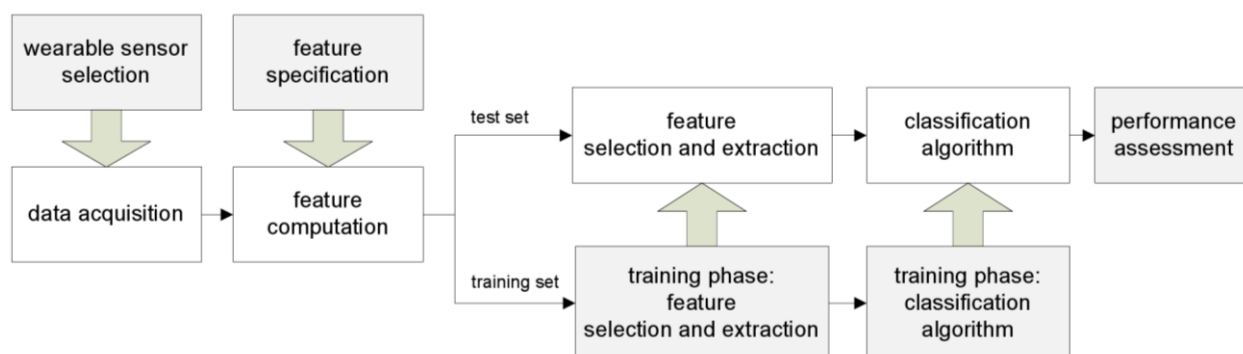 wearable sensor
selection
feature
specification
data acquisition
feature
computation
test set
training set
feature
selection and extraction
classification
algorithm
performance
assessment
training phase:
feature
selection and extraction
training phase:
classification
algorithm